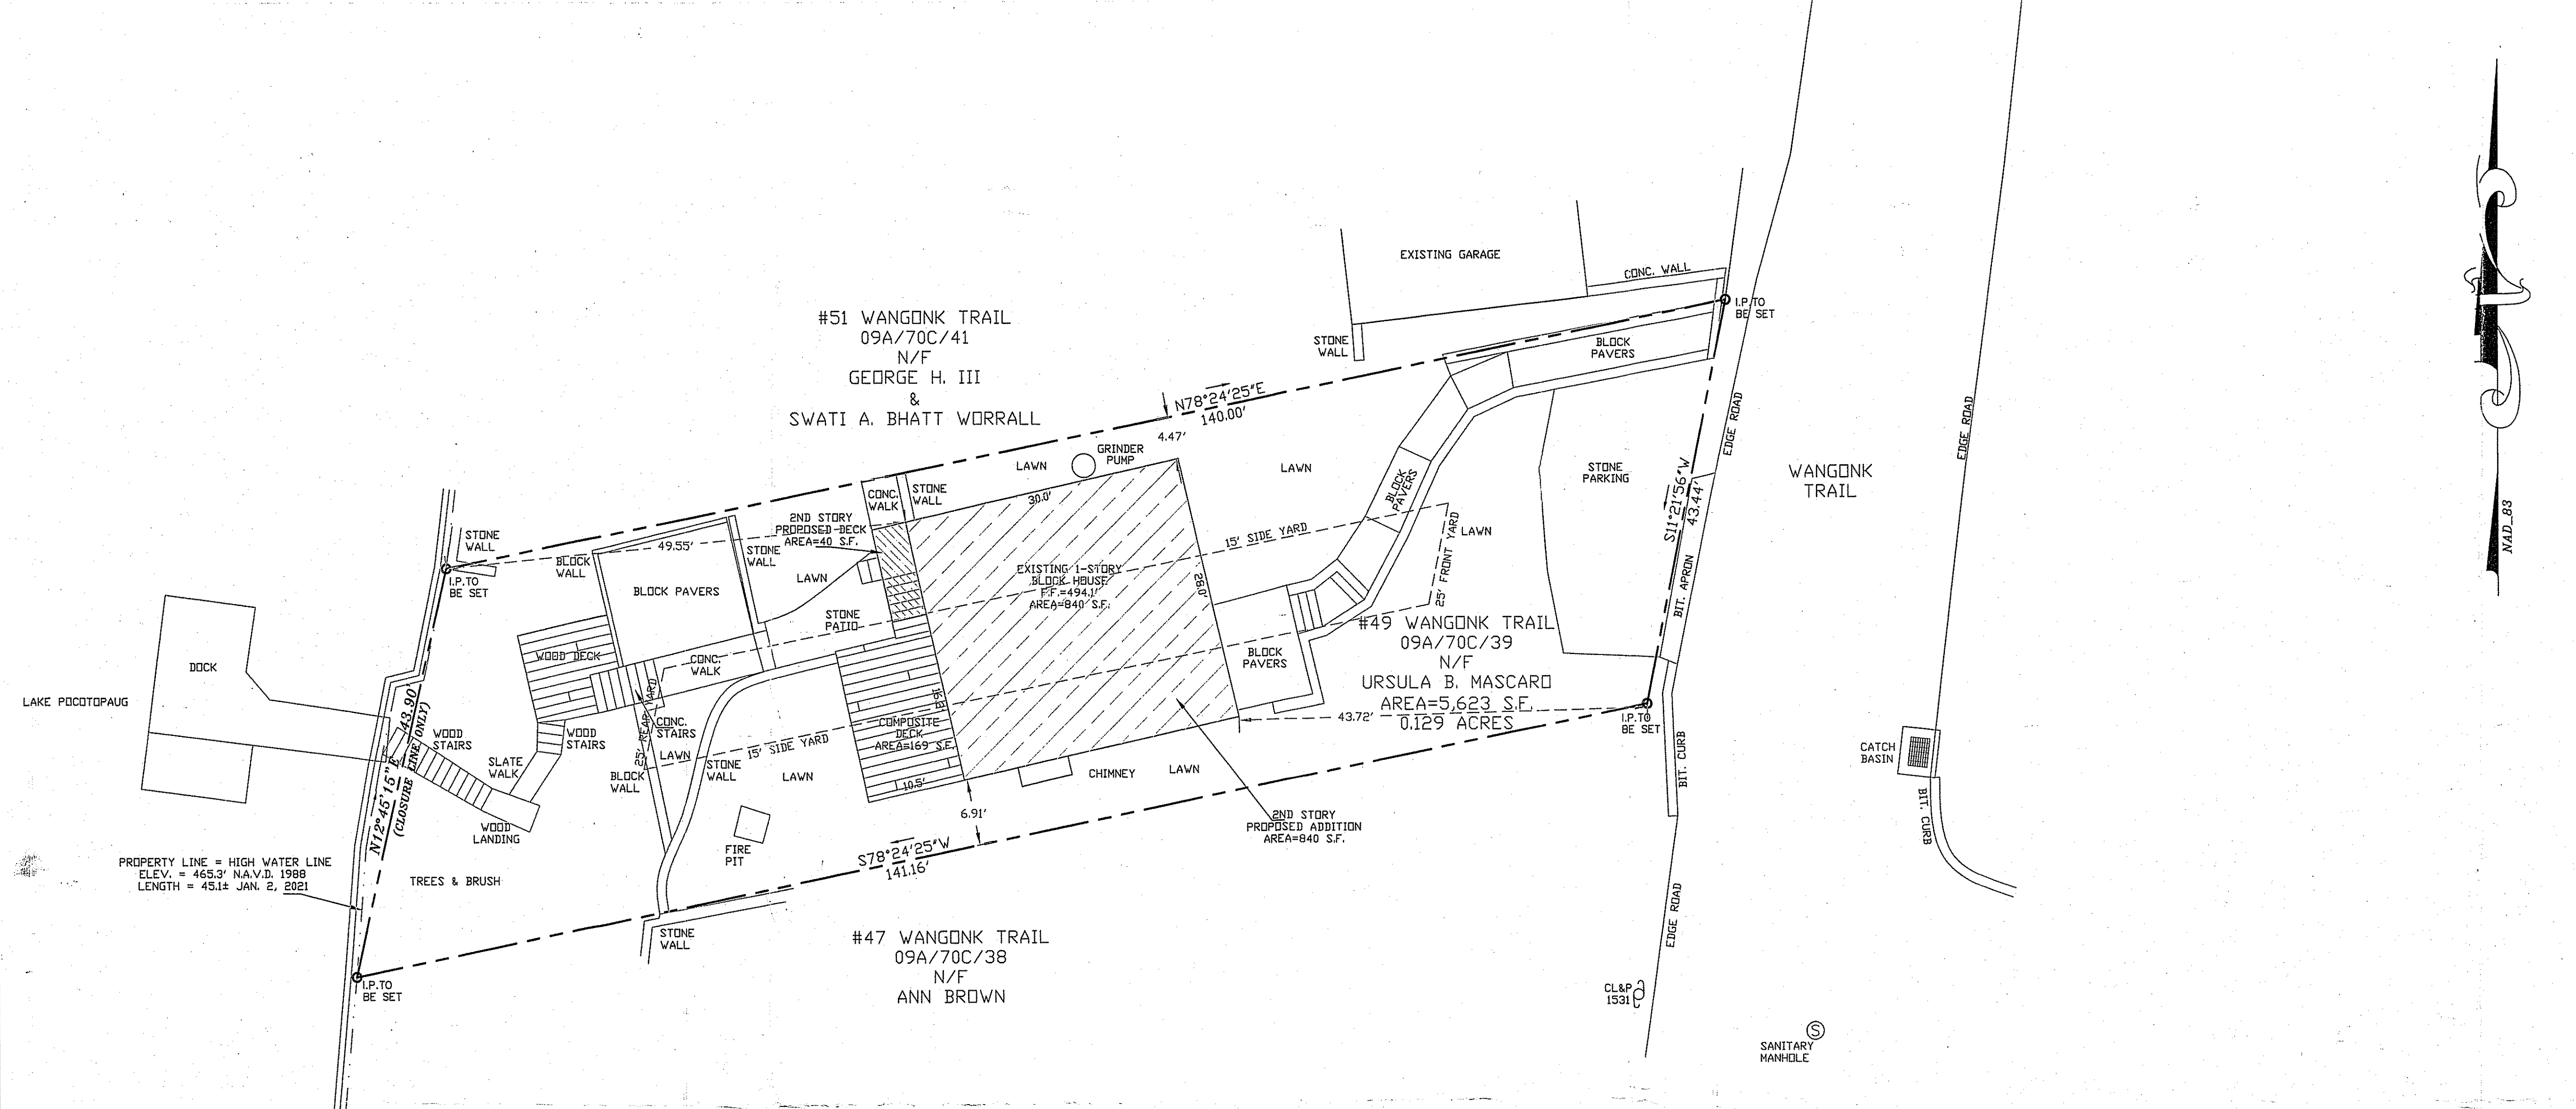 EXISTING GARAGE
CONC. WALL
I.P. TO
BE SET
#51 WANGONK TRAIL
09A/70C/41
N/F
GEORGE H. III
&
SWATI A. BHATT WORRALL
STONE
WALL
BLOCK
PAVERS
N78°24'25"E
140.00'
4.47'
GRINDER
PUMP
LAWN
LAWN
STONE
PARKING
EDGE ROAD
EDGE ROAD
WANGONK
TRAIL
S11°21'56"W
43.44'
NAD_83
CONC.
WALK
STONE
WALL
30.0'
BLOCK
PAVERS
2ND STORY
PROPOSED DECK
AREA=40 S.F.
15' SIDE YARD
25' FRONT YARD
LAWN
STONE
WALL
49.55'
BLOCK
WALL
STONE
WALL
LAWN
I.P. TO
BE SET
BLOCK PAVERS
EXISTING 1-STORY
BLOCK HOUSE
F.F.=494.1'
AREA=840 S.F.
28.0'
BIT. APRON
STONE
PATIO
#49 WANGONK TRAIL
09A/70C/39
N/F
URSULA B. MASCARO
AREA=5,623 S.F.
0.129 ACRES
DOCK
WOOD DECK
CONC.
WALK
BLOCK
PAVERS
LAKE POCOTOPAUG
25' REAR YARD
CONC.
STAIRS
COMPOSITE
DECK
AREA=169 S.F.
43.72'
I.P. TO
BE SET
N12°45'15"E 43.90'
(CLOSURE LINE ONLY)
WOOD
STAIRS
WOOD
STAIRS
SLATE
WALK
LAWN
15' SIDE YARD
BLOCK
WALL
STONE
WALL
LAWN
10.5'
CHIMNEY
LAWN
BIT. CURB
CATCH
BASIN
BIT. CURB
WOOD
LANDING
6.91'
2ND STORY
PROPOSED ADDITION
AREA=840 S.F.
FIRE
PIT
S78°24'25"W
141.16'
PROPERTY LINE = HIGH WATER LINE
ELEV. = 465.3' N.A.V.D. 1988
LENGTH = 45.1± JAN. 2, 2021
TREES & BRUSH
EDGE ROAD
STONE
WALL
#47 WANGONK TRAIL
09A/70C/38
N/F
ANN BROWN
I.P. TO
BE SET
CL&P
1531
S
SANITARY
MANHOLE